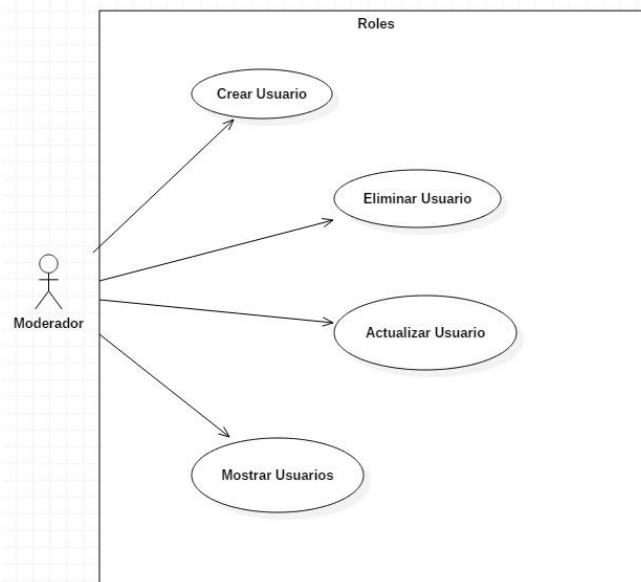 Roles
Crear Usuario
Eliminar Usuario
Moderador
Actualizar Usuario
Mostrar Usuarios